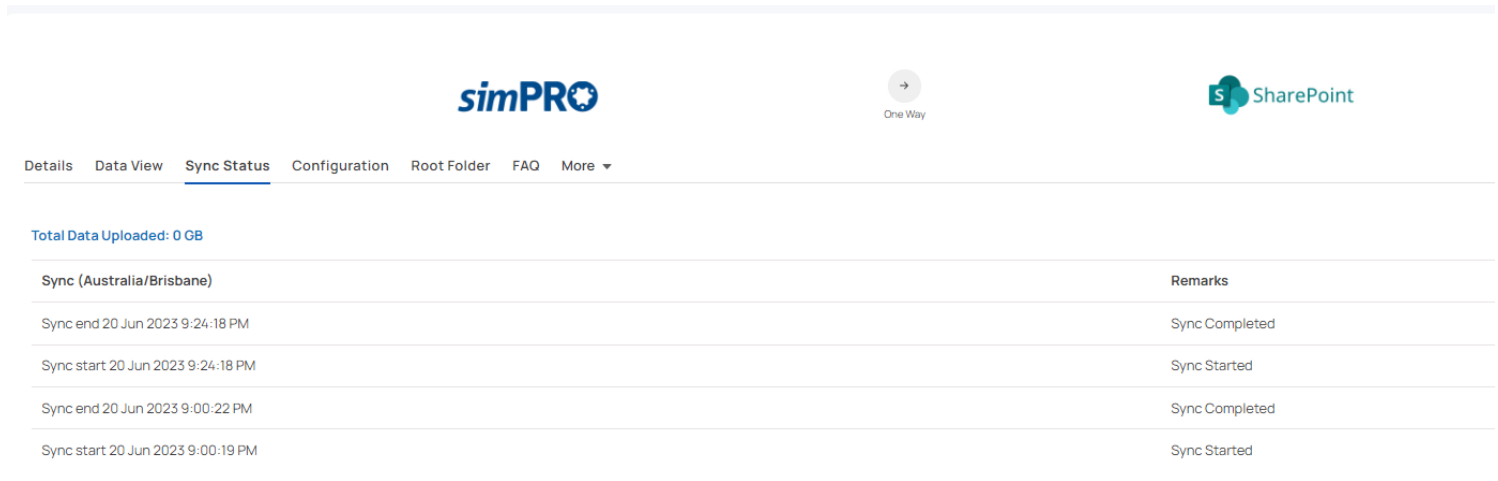 simPRO
One Way
S SharePoint
Details Data View Sync Status Configuration Root Folder FAQ More
Total Data Uploaded: 0 GB
Sync (Australia/Brisbane) Remarks
Sync end 20 Jun 2023 9:24:18 PM Sync Completed
Sync start 20 Jun 2023 9:24:18 PM Sync Started
Sync end 20 Jun 2023 9:00:22 PM Sync Completed
Sync start 20 Jun 2023 9:00:19 PM Sync Started